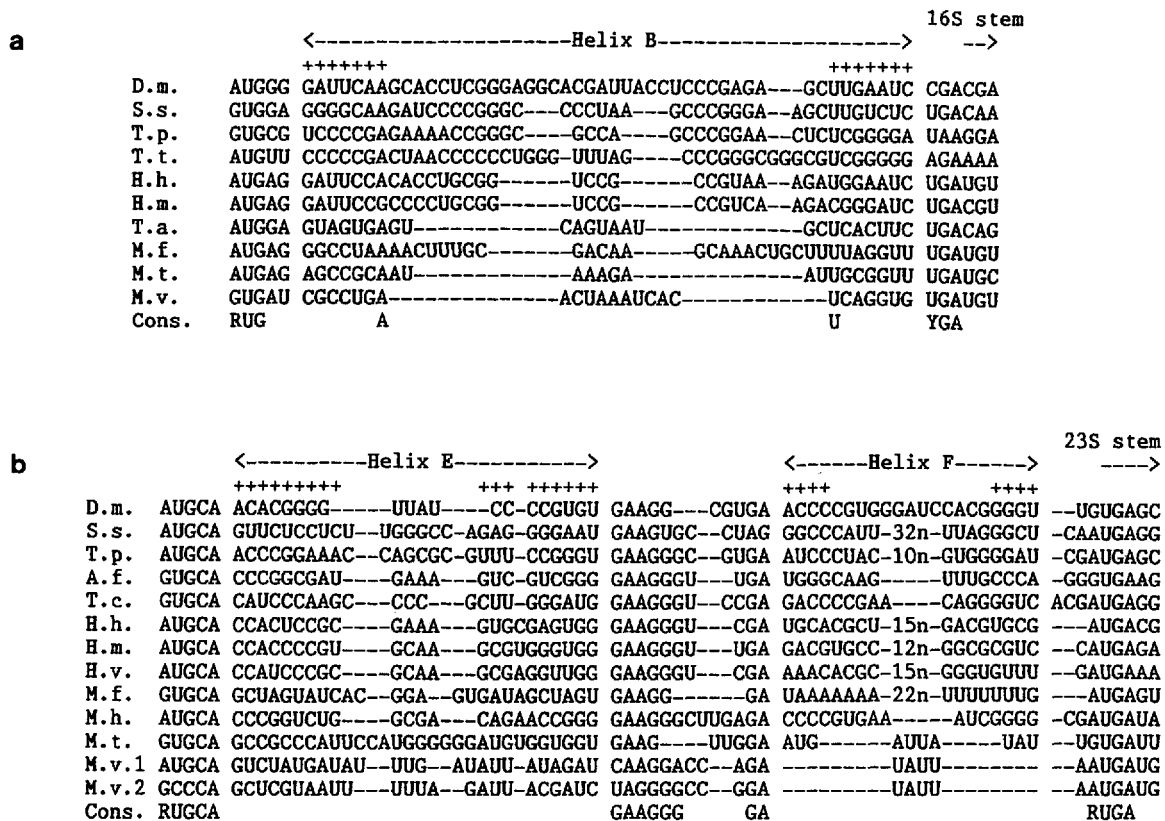 16S stem
a <---------------------Helix B--------------------> -->
+++++++ +++++++
D.m. AUGGG GAUUCAAGCACCUCGGGAGGCACGAUUACCUCCCGAGA---GCUUGAAUC CGACGA
S.s. GUGGA GGGGCAAGAUCCCCGGGC---CCCUAA---GCCCGGGA--AGCUUGUCUC UGACAA
T.p. GUGCG UCCCCGAGAAAACCGGGC---GCCA----GCCCGGAA--CUCUCGGGGA UAAGGA
T.t. AUGUU CCCCCGACUAACCCCCCUGGG-UUUAG----CCCGGGCGGGCGUCGGGGG AGAAAA
H.h. AUGAG GAUUCCACACCUGCGG------UCCG------CCGUAA--AGAUGGAAUC UGAUGU
H.m. AUGAG GAUUCCGCCCCUGCGG------UCCG------CCGUCA--AGACGGGAUC UGACGU
T.a. AUGGA GUAGUGAGU------------CAGUAAU-------------GCUCACUUC UGACAG
M.f. AUGAG GGCCUAAAACUUUGC-------GACAA----GCAAACUGCUUUUAGGUU UGAUGU
M.t. AUGAG AGCCGCAAU-------------AAAGA---------------AUUGCGGUU UGAUGC
M.v. GUGAU CGCCUGA--------------ACUAAAUCAC------------UCAGGUG UGAUGU
Cons. RUG A U YGA
23S stem
b <----------Helix E-----------> <------Helix F------> ---->
+++++++++ +++ ++++++ ++++ ++++
D.m. AUGCA ACACGGGG-----UUAU----CC-CCGUGU GAAGG---CGUGA ACCCCGUGGGAUCCACGGGGU --UGUGAGC
S.s. AUGCA GUUCUCCUCU--UGGGCC-AGAG-GGGAAU GAAGUGC--CUAG GGCCCAUU-32n-UUAGGGCU -CAAUGAGG
T.p. AUGCA ACCCGGAAAC--CAGCGC-GUUU-CCGGGU GAAGGGU--CUGA AUCCCUAC-10n-GUGGGGAU -CGAUGAGC
A.f. GUGCA CCCGGCGAU----GAAA---GUC-GUCGGG GAAGGGU---UGA UGGGCAAG-----UUUGCCCA -GGGUGAAG
T.c. GUGCA CAUCCCAAGC---CCC---GCUU-GGGAUG GAAGGGU--CCGA GACCCCGAA----CAGGGGUC ACGAUGAGG
H.h. AUGCA CCACUCCGC----GAAA---GUGCGAGUGG GAAGGGU---CGA UGCACGCU-15n-GACGUGCG ---AUGACG
H.m. AUGCA CCACCCCGU----GCAA---GCGUGGGUGG GAAGGGU---UGA GACGUGCC-12n-GGCGCGUC --CAUGAGA
H.v. AUGCA CCAUCCCGC----GCAA---GCGAGGUUGG GAAGGGU---CGA AAACACGC-15n-GGGUGUUU --GAUGAAA
M.f. GUGCA GCUAGUAUCAC--GGA--GUGAUAGCUAGU GAAGG------GA UAAAAAAA-22n-UUUUUUUG ---AUGAGU
M.h. AUGCA CCCGGUCUG-----GCGA----CAGAACCGGG GAAGGGCUUGAGA CCCCGUGAA-----AUCGGGG -CGAUGAUA
M.t. GUGCA GCCGCCCAUUCCAUGGGGGGAUGUGGUGGU GAAG----UUGGA AUG------AUUA-----UAU --UGUGAUU
M.v.1 AUGCA GUCUAUGAUAU--UUG--AUAUU-AUAGAU CAAGGACC--AGA ---------UAUU-------- ---AAUGAUG
M.v.2 GCCCA GCUCGUAAUU---UUUA--GAUU-ACGAUC UAGGGGCC--GGA ---------UAUU-------- ---AAUGAUG
Cons. RUGCA GAAGGG GA RUGA